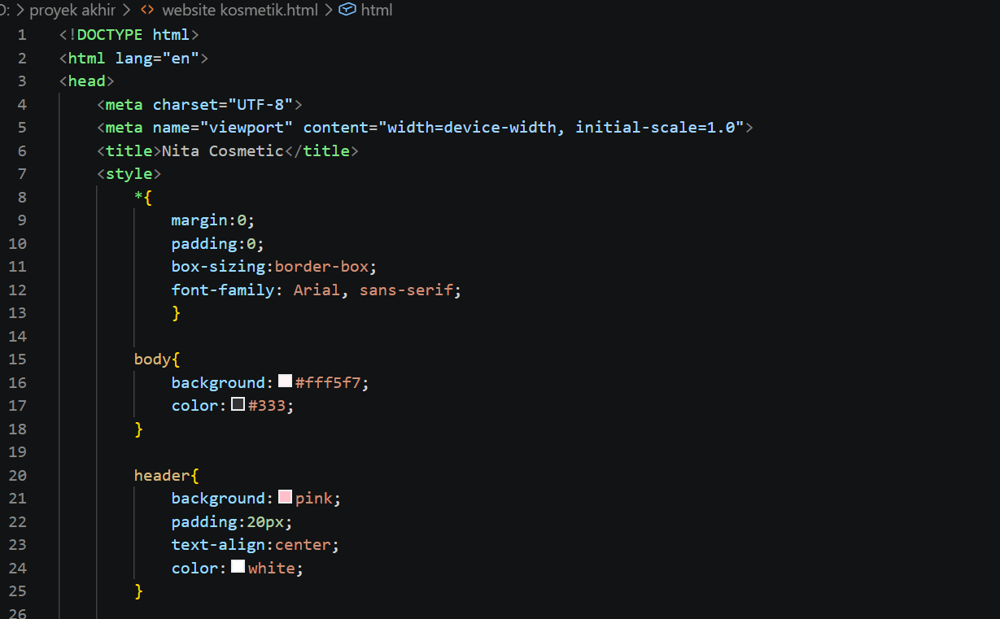 D: > proyek akhir > <> website kosmetik.html > html
1 <!DOCTYPE html>
2 <html lang="en">
3 <head>
4 <meta charset="UTF-8">
5 <meta name="viewport" content="width=device-width, initial-scale=1.0">
6 <title>Nita Cosmetic</title>
7 <style>
8 *{
9 margin:0;
10 padding:0;
11 box-sizing:border-box;
12 font-family: Arial, sans-serif;
13 }
14
15 body{
16 background:#fff5f7;
17 color:#333;
18 }
19
20 header{
21 background:pink;
22 padding:20px;
23 text-align:center;
24 color:white;
25 }
26